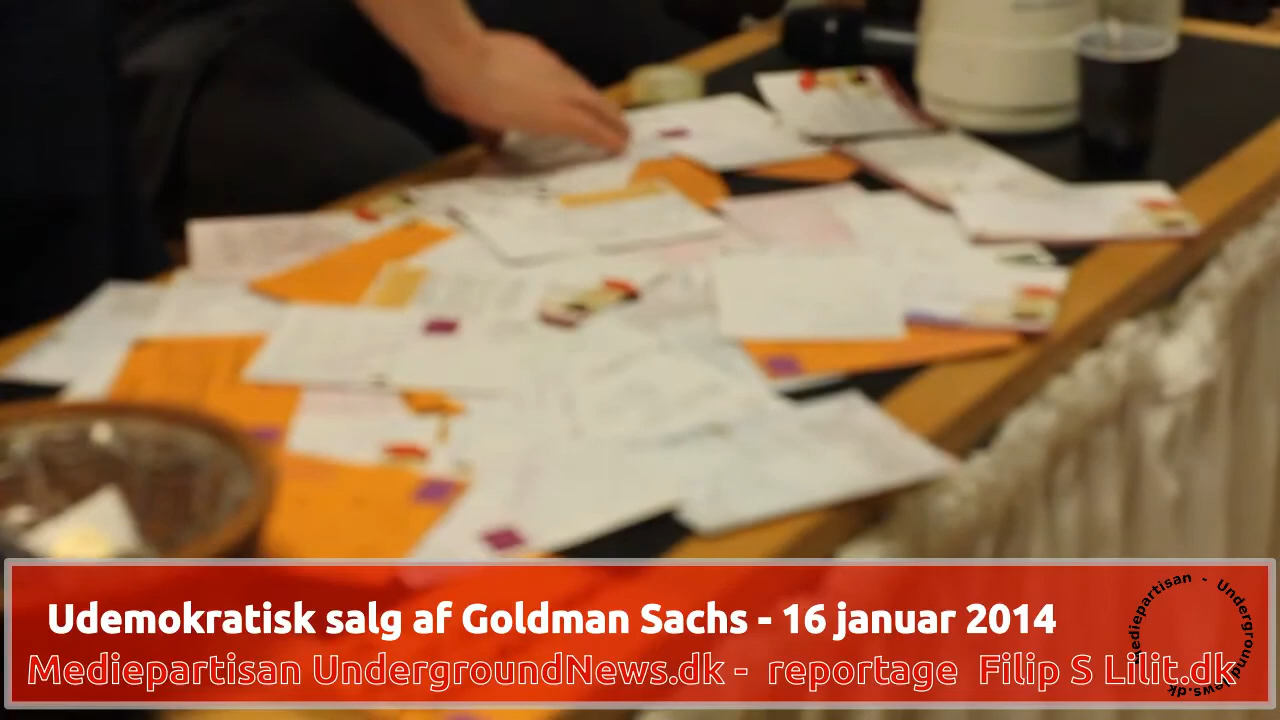 Udemokratisk salg af Goldman Sachs - 16 januar 2014
Mediepartisan UndergroundNews.dk - reportage Filip S Lilit.dk
Mediepartisan - UndergroundNews.dk